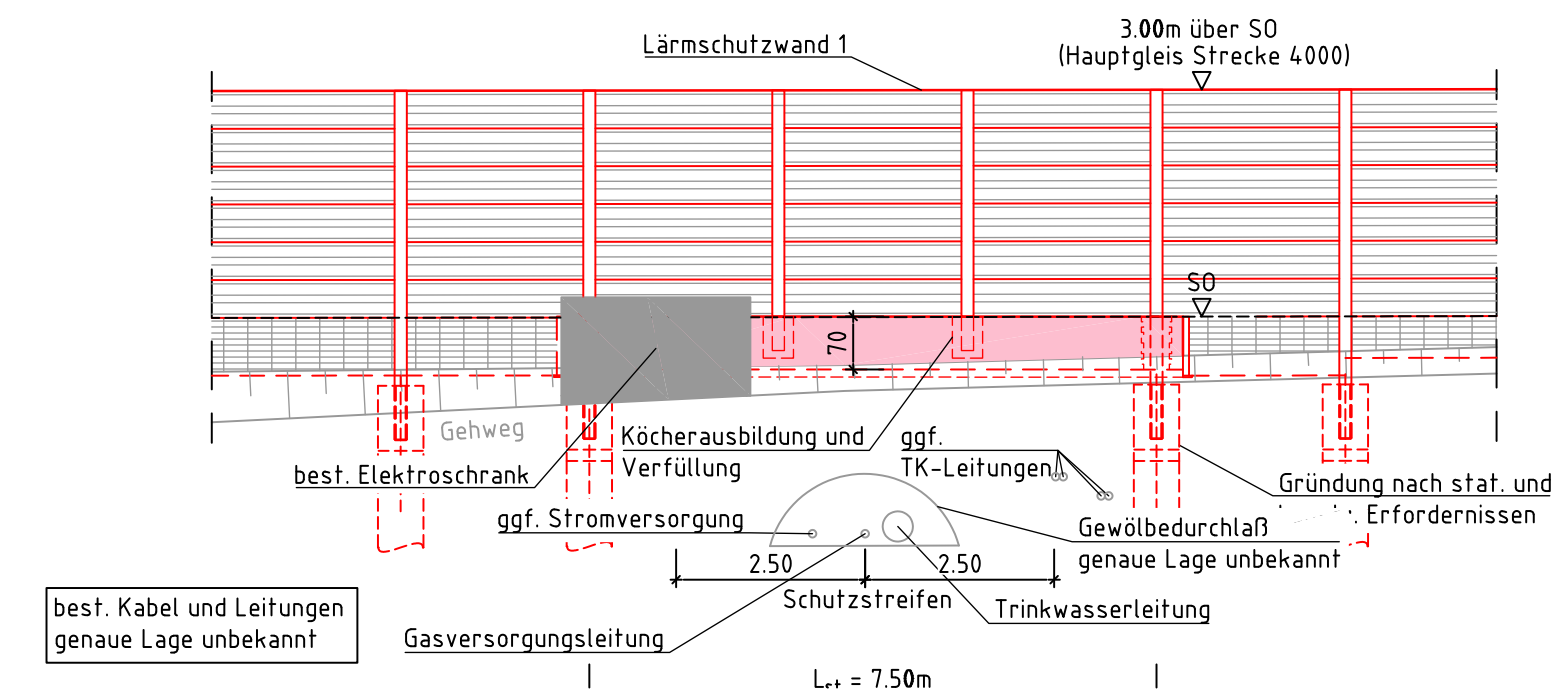 3.00m über SO
(Hauptgleis Strecke 4000)
Lärmschutzwand 1
SO
70
Gehweg
Köcherausbildung und
Verfüllung
ggf.
TK-Leitungen
best. Elektroschrank
Gründung nach stat. und
Erfordernissen
ggf. Stromversorgung
Gewölbedurchlaß
genaue Lage unbekannt
2.50
2.50
Schutzstreifen
Trinkwasserleitung
best. Kabel und Leitungen
genaue Lage unbekannt
Gasversorgungsleitung
Lst = 7.50m